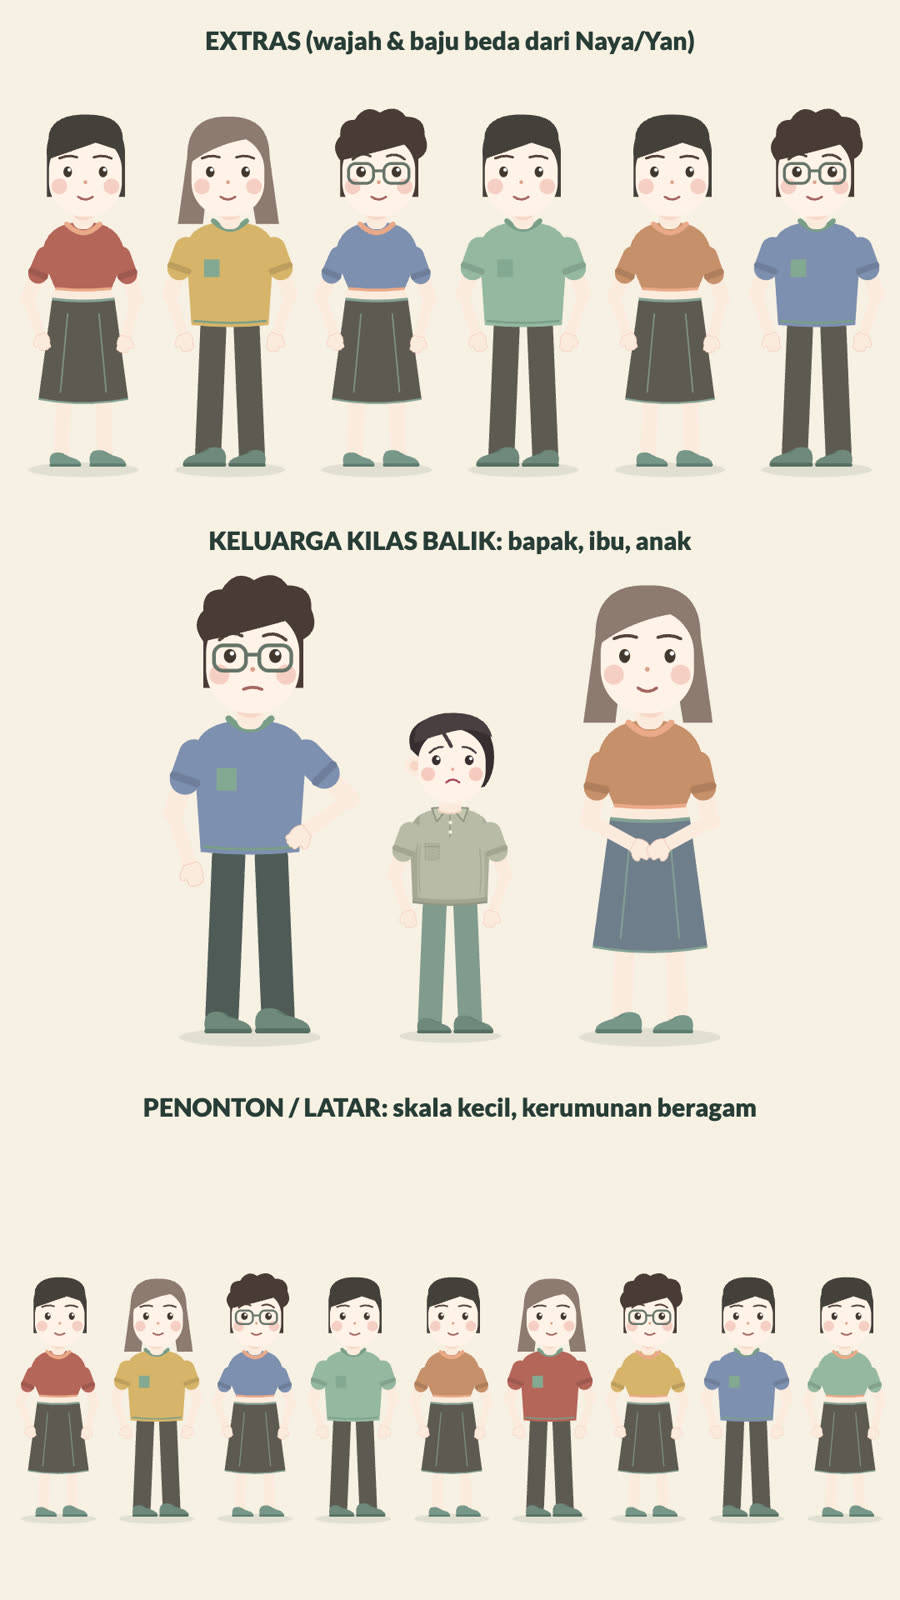 EXTRAS (wajah & baju beda dari Naya/Yan)
KELUARGA KILAS BALIK: bapak, ibu, anak
PENONTON / LATAR: skala kecil, kerumunan beragam